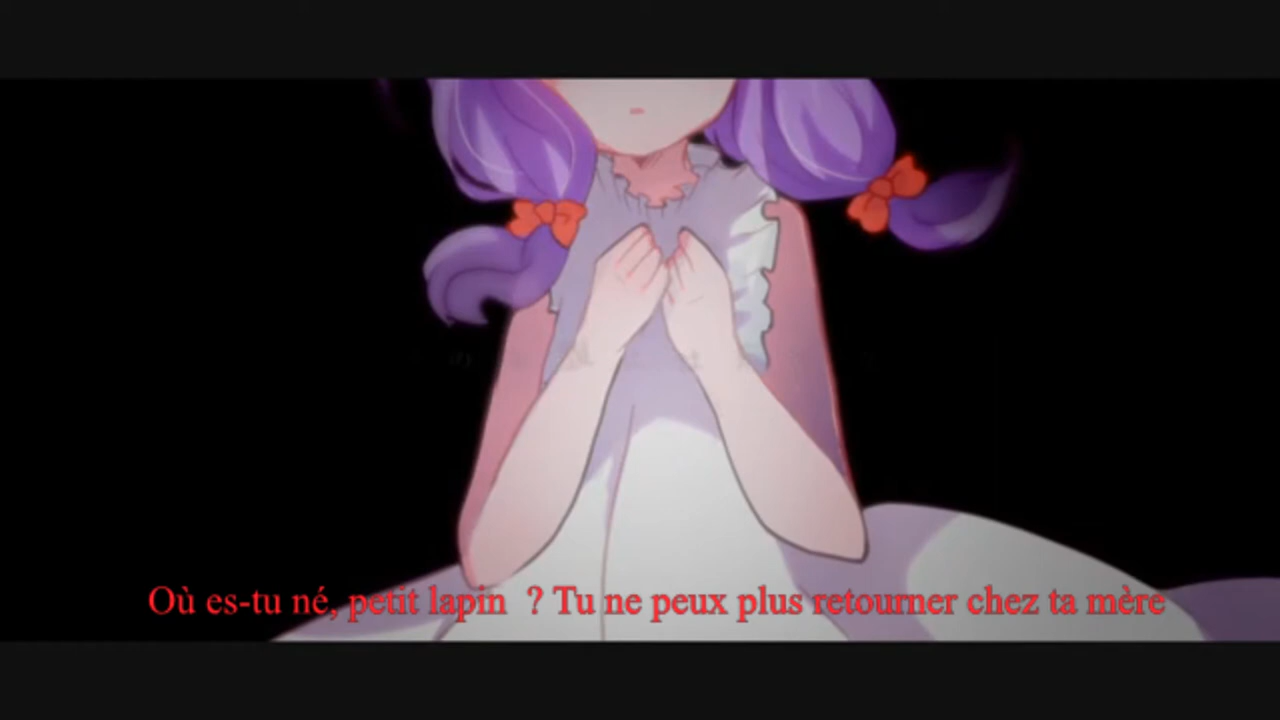 Où es-tu né, petit lapin ? Tu ne peux plus retourner chez ta mère